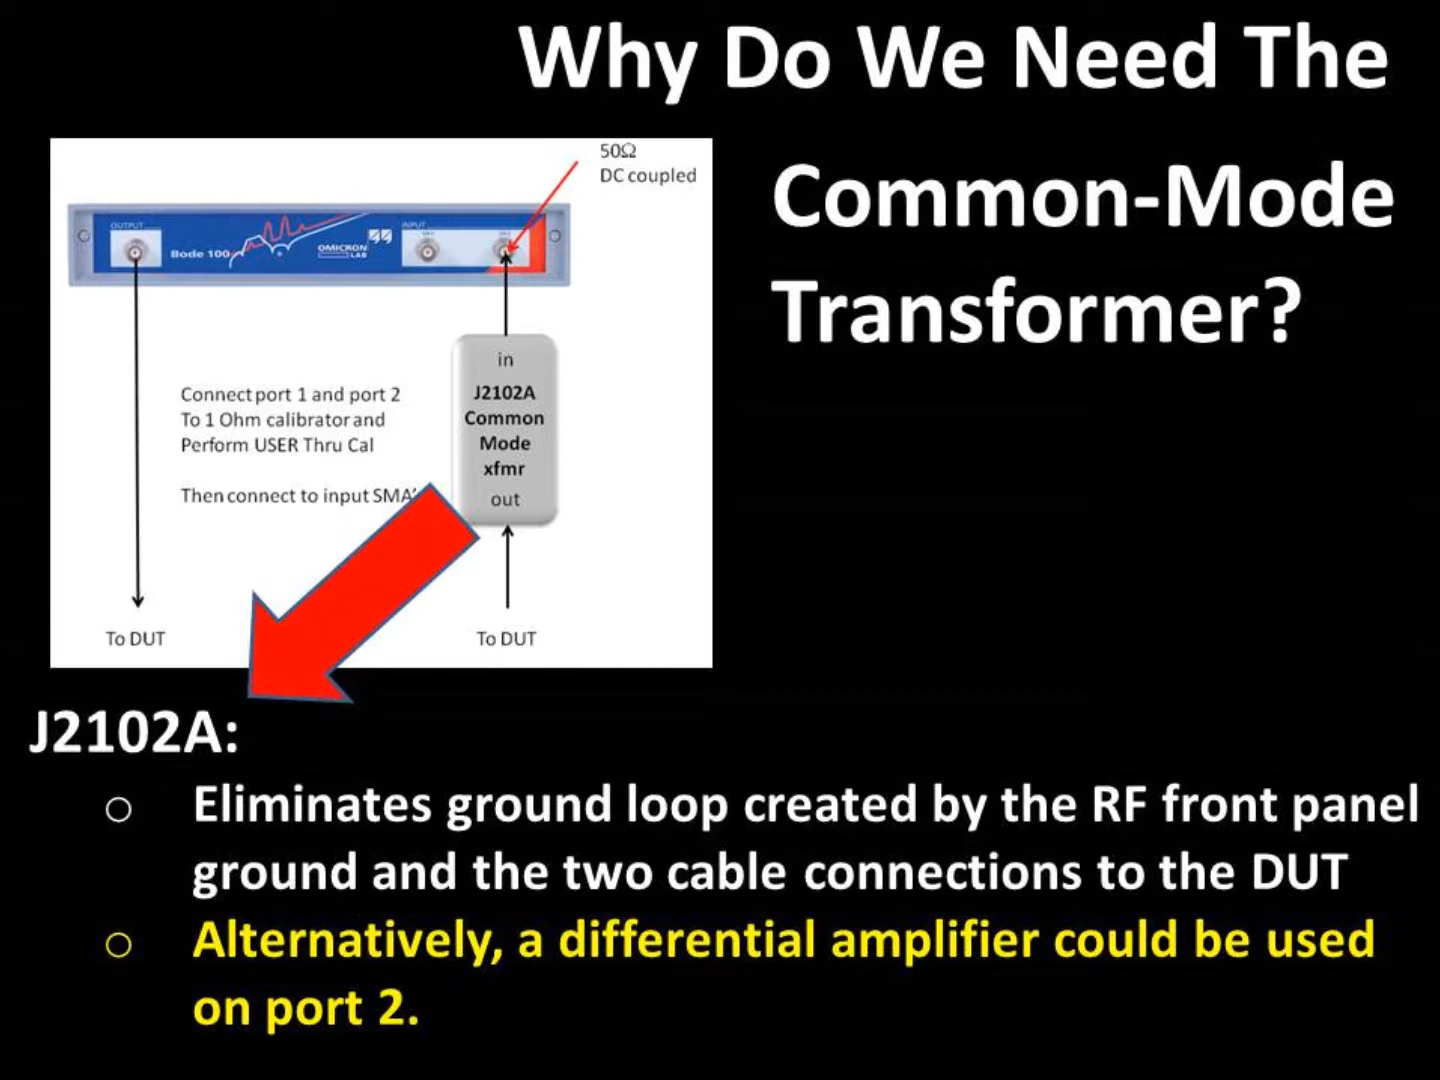 Why Do We Need The
Common-Mode
Transformer?
50Ω
DC coupled
OUTPUT
INPUT
Bode 100
OMICRON
LAB
in
J2102A
Common
Mode
xfmr
out
Connect port 1 and port 2
To 1 Ohm calibrator and
Perform USER Thru Cal
Then connect to input SMA'
To DUT
To DUT
J2102A:
o Eliminates ground loop created by the RF front panel
ground and the two cable connections to the DUT
o Alternatively, a differential amplifier could be used
on port 2.